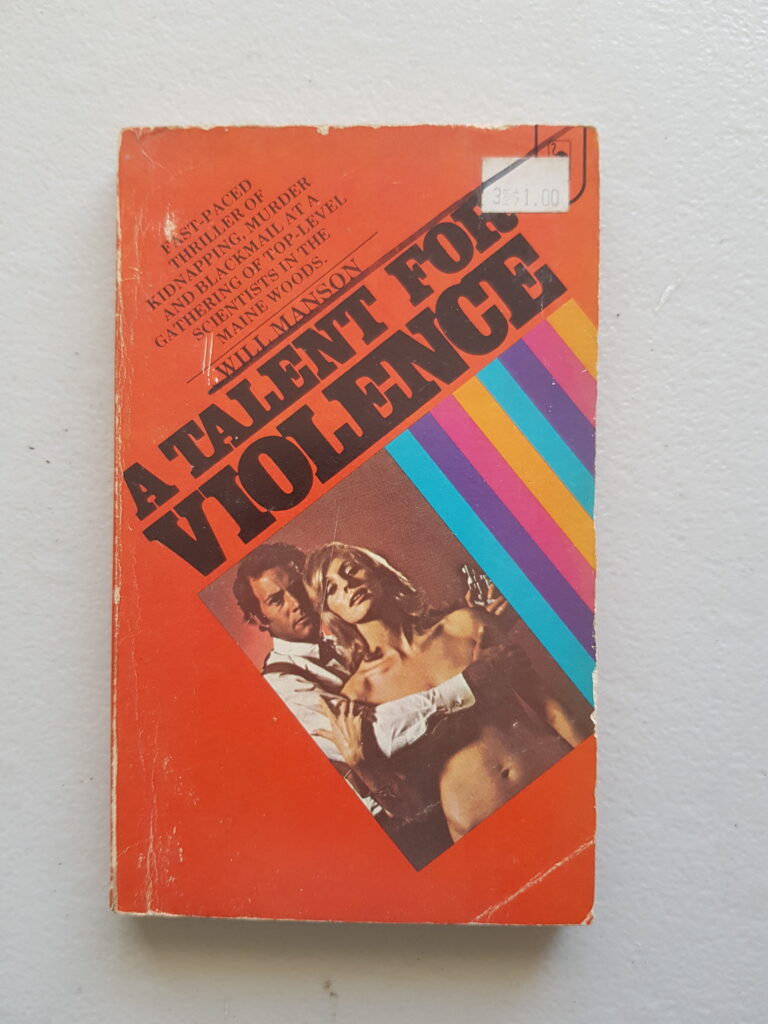 FAST-PACED
THRILLER OF
KIDNAPPING, MURDER
AND BLACKMAIL AT A
GATHERING OF TOP-LEVEL
SCIENTISTS IN THE
MAINE WOODS.
WILL MANSON
A TALENT FOR
VIOLENCE
$1.00